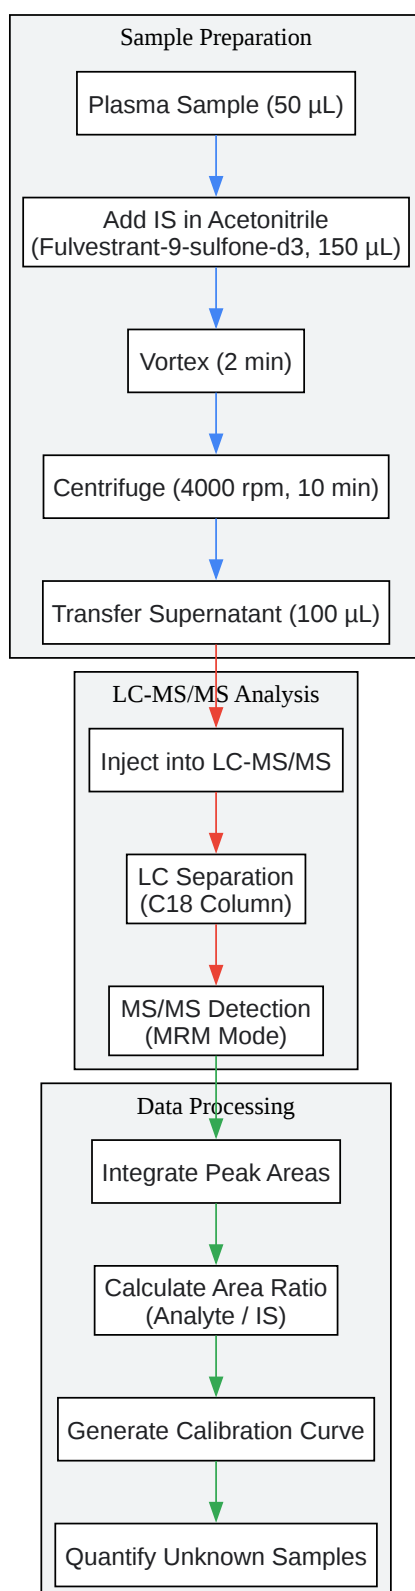 Sample Preparation
Plasma Sample (50 µL)
Add IS in Acetonitrile
(Fulvestrant-9-sulfone-d3, 150 µL)
Vortex (2 min)
Centrifuge (4000 rpm, 10 min)
Transfer Supernatant (100 µL)
LC-MS/MS Analysis
Inject into LC-MS/MS
LC Separation
(C18 Column)
MS/MS Detection
(MRM Mode)
Data Processing
Integrate Peak Areas
Calculate Area Ratio
(Analyte / IS)
Generate Calibration Curve
Quantify Unknown Samples